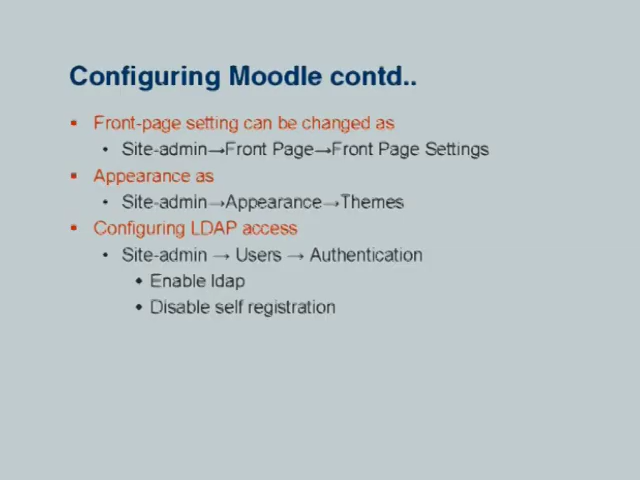 Configuring Moodle contd..
▪ Front-page setting can be changed as
• Site-admin→Front Page→Front Page Settings
▪ Appearance as
• Site-admin→Appearance→Themes
▪ Configuring LDAP access
• Site-admin → Users → Authentication
◆ Enable ldap
◆ Disable self registration